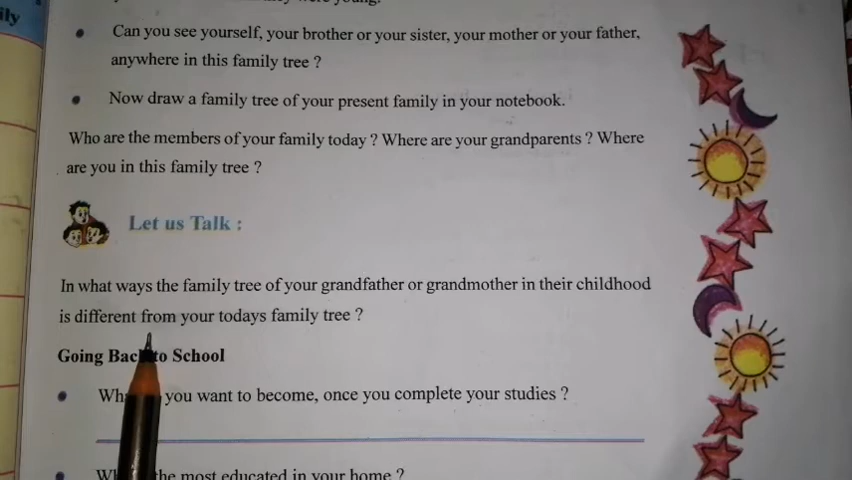 ily
young.
• Can you see yourself, your brother or your sister, your mother or your father,
anywhere in this family tree ?
• Now draw a family tree of your present family in your notebook.
Who are the members of your family today ? Where are your grandparents ? Where
are you in this family tree ?
Let us Talk :
In what ways the family tree of your grandfather or grandmother in their childhood
is different from your todays family tree ?
Going Back to School
• you want to become, once you complete your studies ?
• the most educated in your home ?